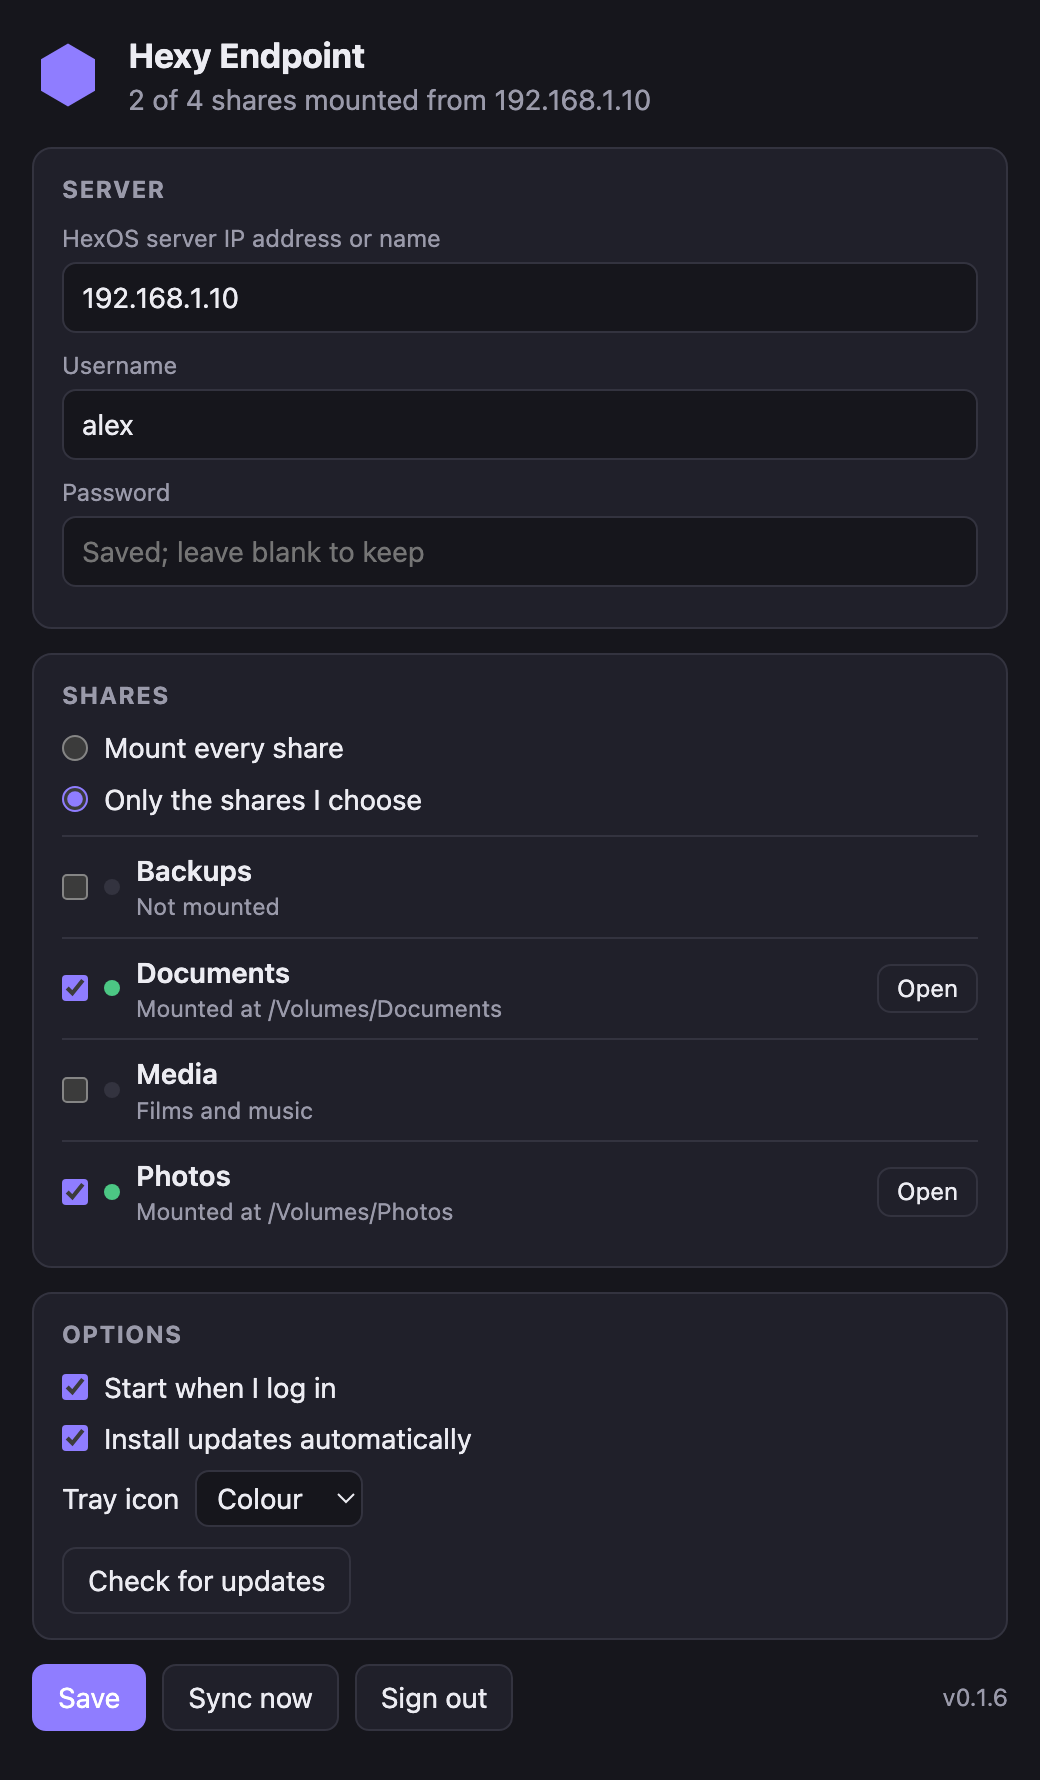 Hexy Endpoint
2 of 4 shares mounted from 192.168.1.10
SERVER
HexOS server IP address or name
192.168.1.10
Username
alex
Password
Saved; leave blank to keep
SHARES
Mount every share
Only the shares I choose
Backups
Not mounted
Documents
Mounted at /Volumes/Documents
Open
Media
Films and music
Photos
Mounted at /Volumes/Photos
Open
OPTIONS
Start when I log in
Install updates automatically
Tray icon Colour
Check for updates
Save Sync now Sign out v0.1.6